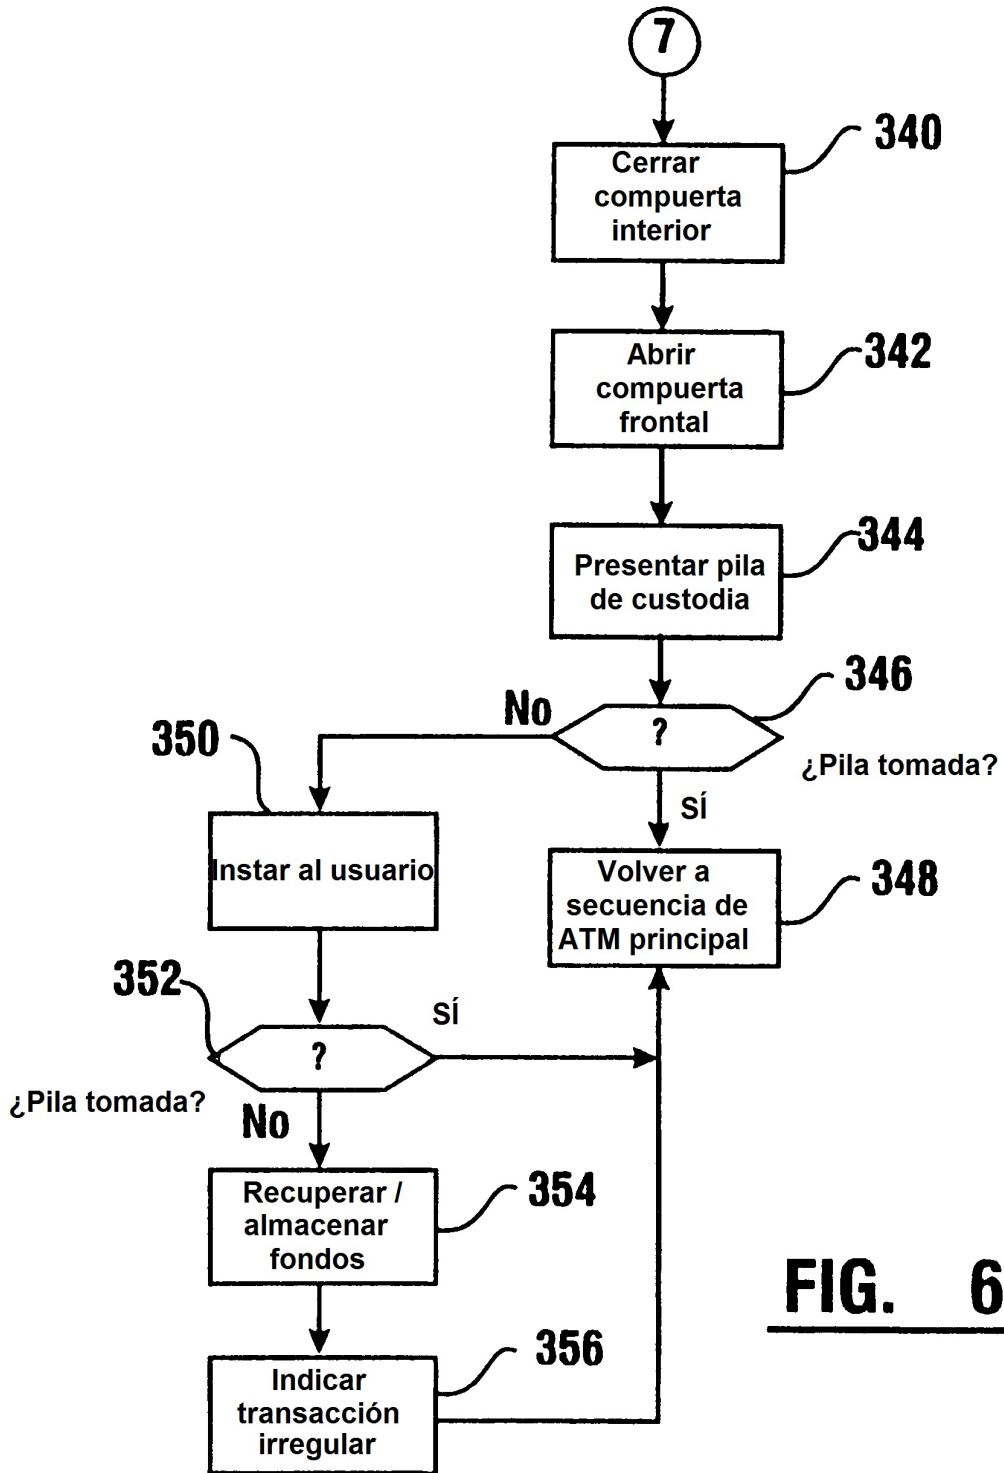 7
340
Cerrar
compuerta
interior
342
Abrir
compuerta
frontal
344
Presentar pila
de custodia
346
?
¿Pila tomada?
No
SÍ
350
Instar al usuario
348
Volver a
secuencia de
ATM principal
352
?
¿Pila tomada?
SÍ
No
354
Recuperar /
almacenar
fondos
356
Indicar
transacción
irregular
FIG. 6